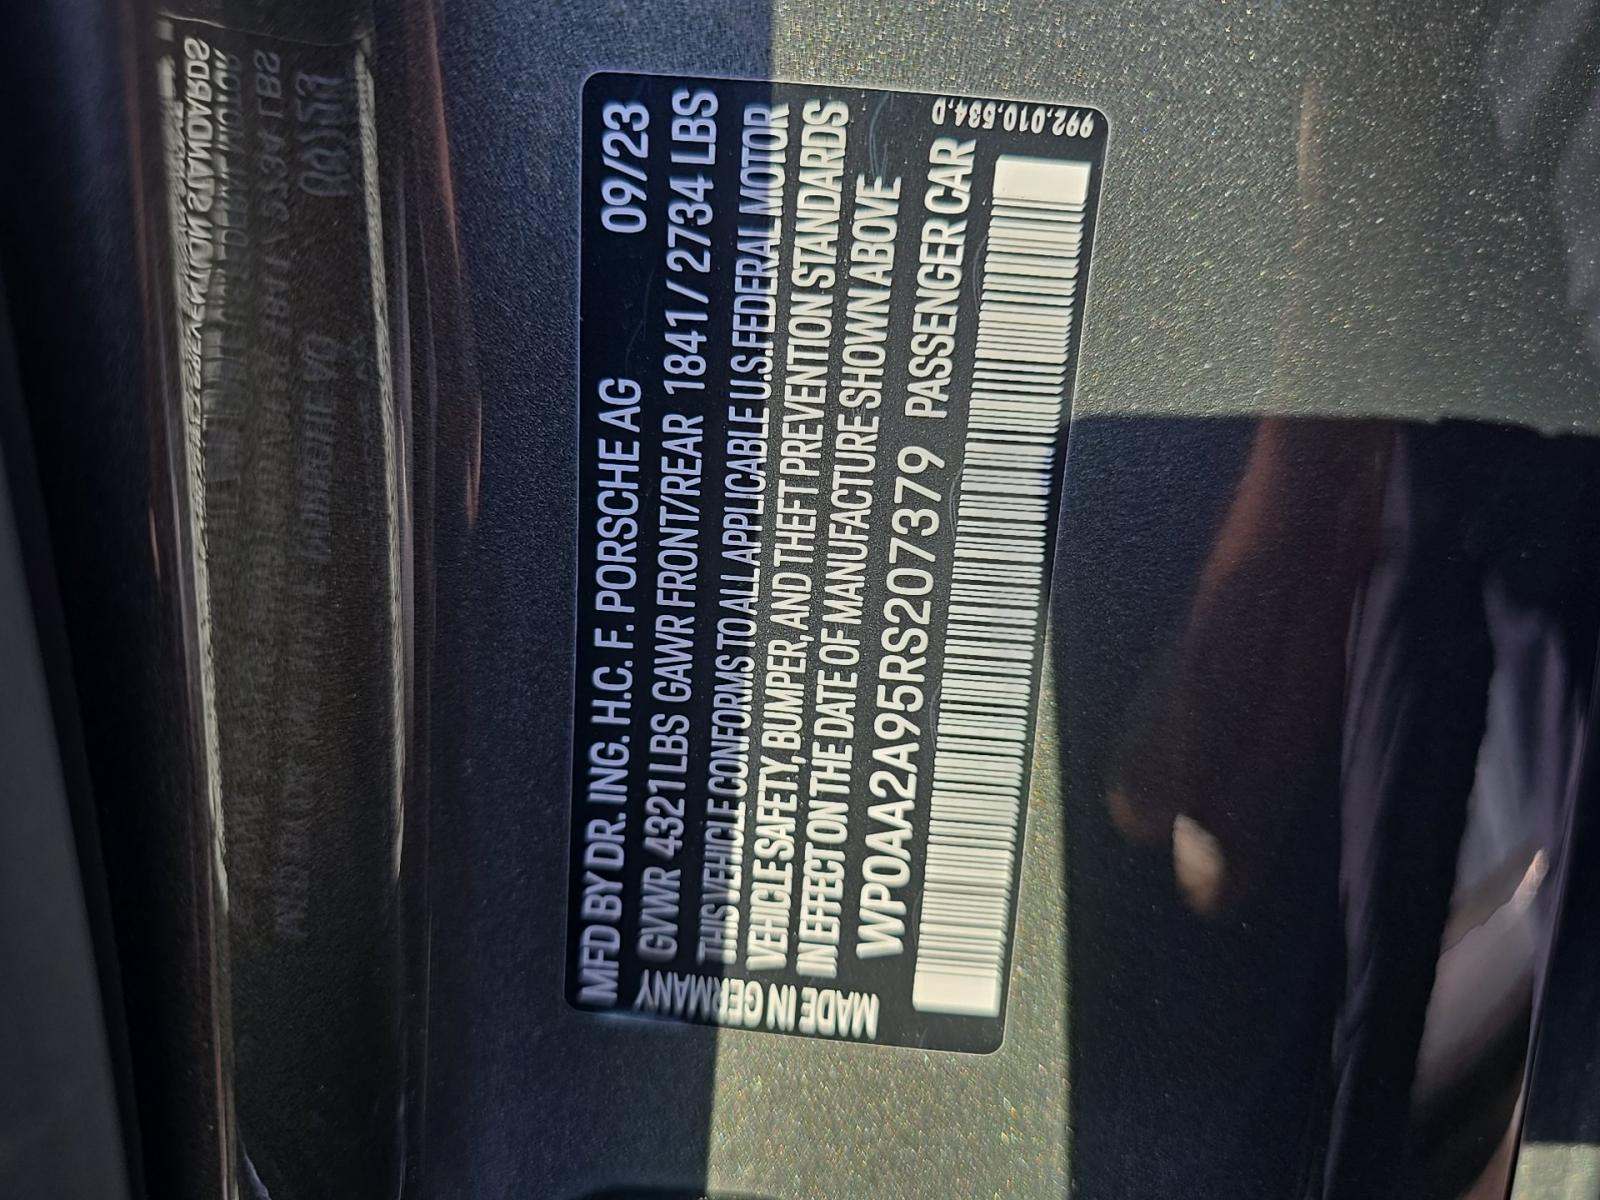 MFD BY DR. ING. H.C. F. PORSCHE AG 09/23
GVWR 4321 LBS GAWR FRONT/REAR 1841 / 2734 LBS
THIS VEHICLE CONFORMS TO ALL APPLICABLE U.S. FEDERAL MOTOR
VEHICLE SAFETY, BUMPER, AND THEFT PREVENTION STANDARDS
IN EFFECT ON THE DATE OF MANUFACTURE SHOWN ABOVE
WP0AA2A95RS207379 PASSENGER CAR
MADE IN GERMANY
992.010.534.D